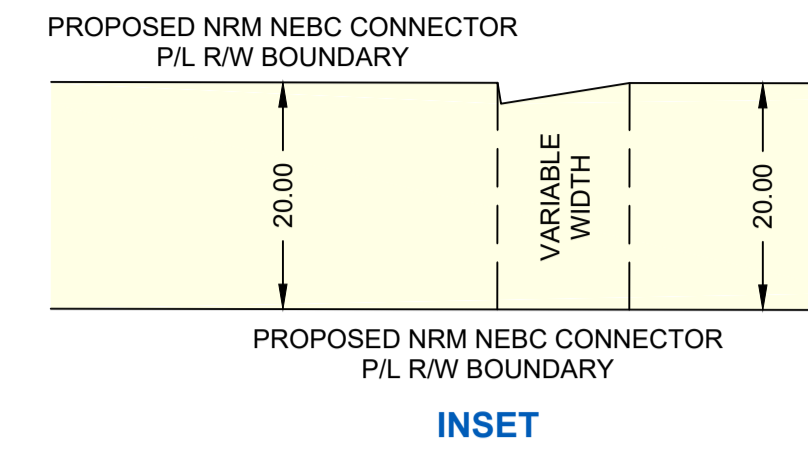 PROPOSED NRM NEBC CONNECTOR
P/L R/W BOUNDARY
20.00
VARIABLE
WIDTH
20.00
PROPOSED NRM NEBC CONNECTOR
P/L R/W BOUNDARY
INSET